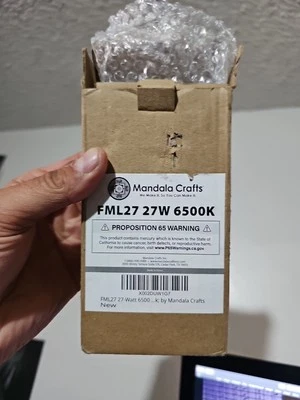 Mandala Crafts
We Make It, So You Can Make It.
FML27 27W 6500K
⚠ PROPOSITION 65 WARNING ⚠
This product contains mercury which is known to the State of
California to cause cancer, birth defects, or reproductive harm.
For more information, visit www.P65Warnings.ca.gov
FML27 27-Watt 6500 ...k; by Mandala Crafts
New